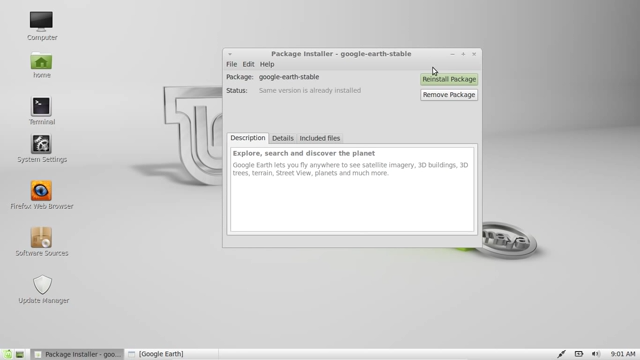 Computer
home
Terminal
System Settings
Firefox Web browser
Software Sources
Update Manager
Package Installer - google-earth-stable
File Edit Help
Package: google-earth-stable
Status: Same version is already installed
Reinstall Package
Remove Package
Description Details Included files
Explore, search and discover the planet
Google Earth lets you fly anywhere to see satellite imagery, 3D buildings, 3D
trees, terrain, Street View, planets and much more.
Package Installer - goo...
[Google Earth]
9:01 AM